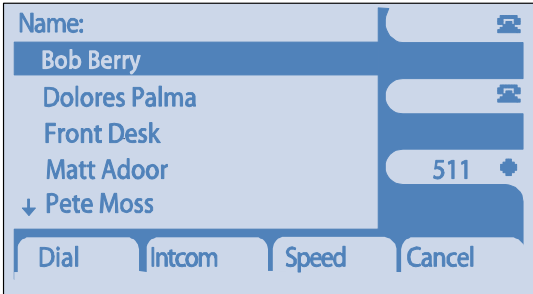 Name:
Bob Berry
Dolores Palma
Front Desk
Matt Adoor 511
Pete Moss
Dial Intcom Speed Cancel